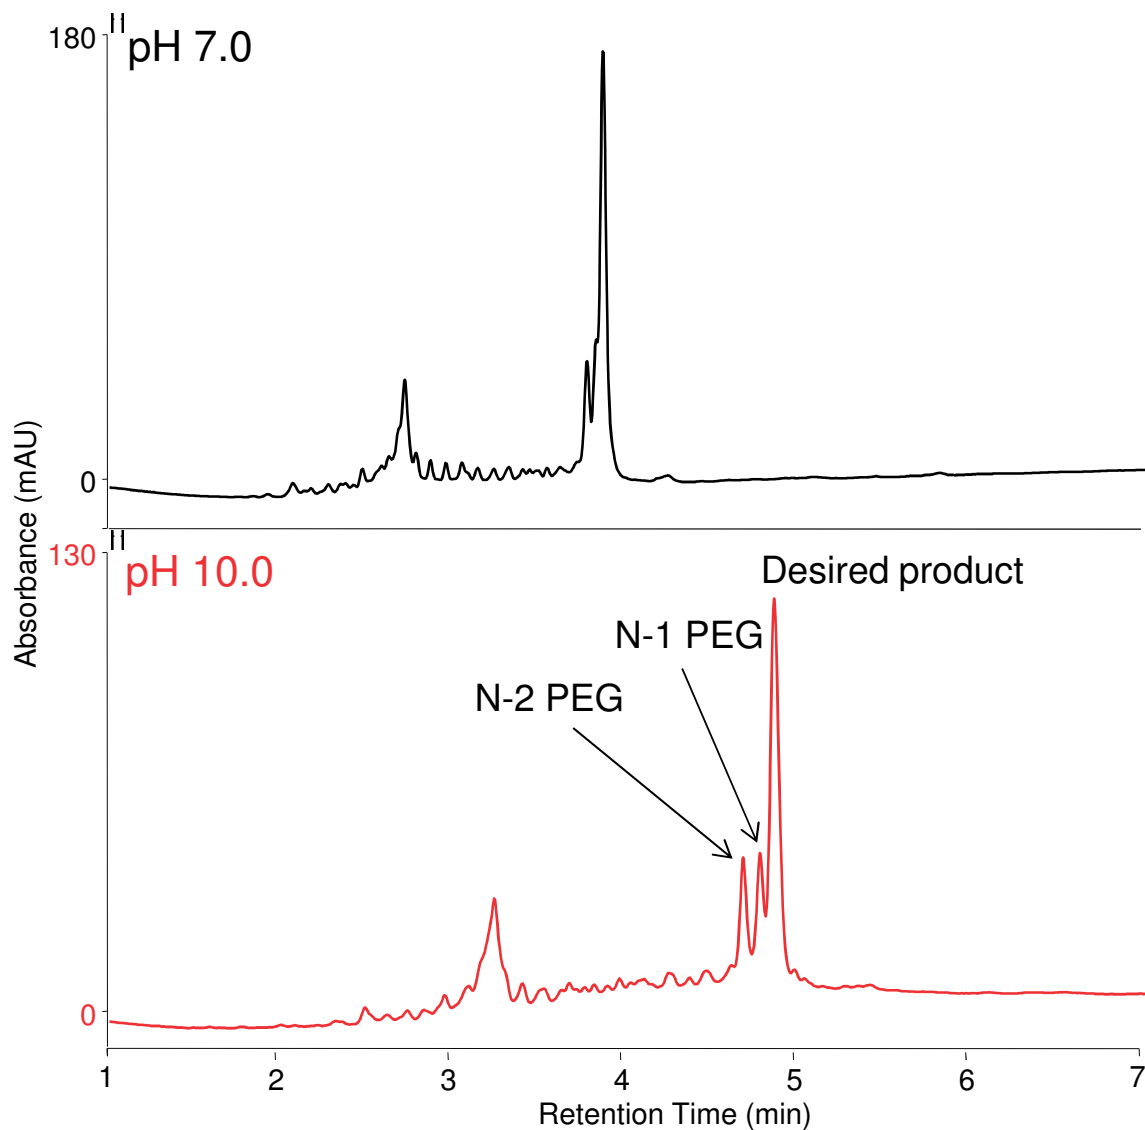 180
pH 7.0
0
130
pH 10.0
Desired product
N-1 PEG
N-2 PEG
0
Absorbance (mAU)
1 2 3 4 5 6 7
Retention Time (min)